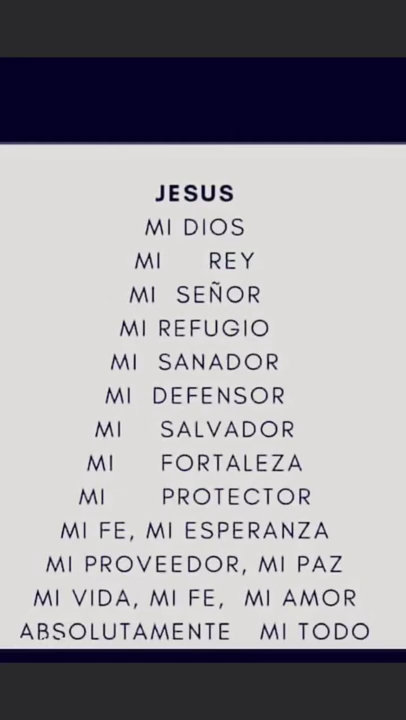 JESUS
MI DIOS
MI REY
MI SEÑOR
MI REFUGIO
MI SANADOR
MI DEFENSOR
MI SALVADOR
MI FORTALEZA
MI PROTECTOR
MI FE, MI ESPERANZA
MI PROVEEDOR, MI PAZ
MI VIDA, MI FE, MI AMOR
ABSOLUTAMENTE MI TODO